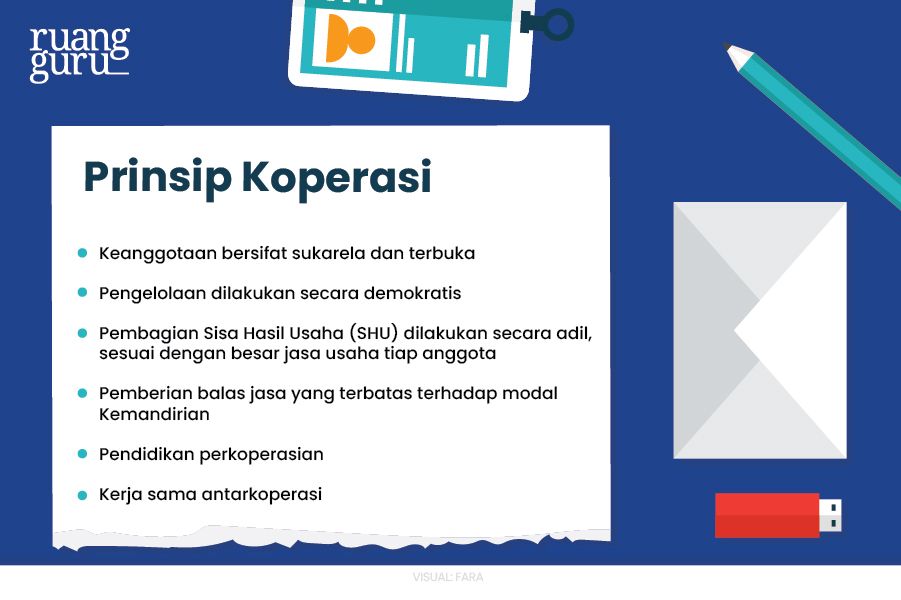 ruang
guru
Prinsip Koperasi
Keanggotaan bersifat sukarela dan terbuka
Pengelolaan dilakukan secara demokratis
Pembagian Sisa Hasil Usaha (SHU) dilakukan secara adil,
sesuai dengan besar jasa usaha tiap anggota
Pemberian balas jasa yang terbatas terhadap modal
Kemandirian
Pendidikan perkoperasian
Kerja sama antarkoperasi
VISUAL: FARA